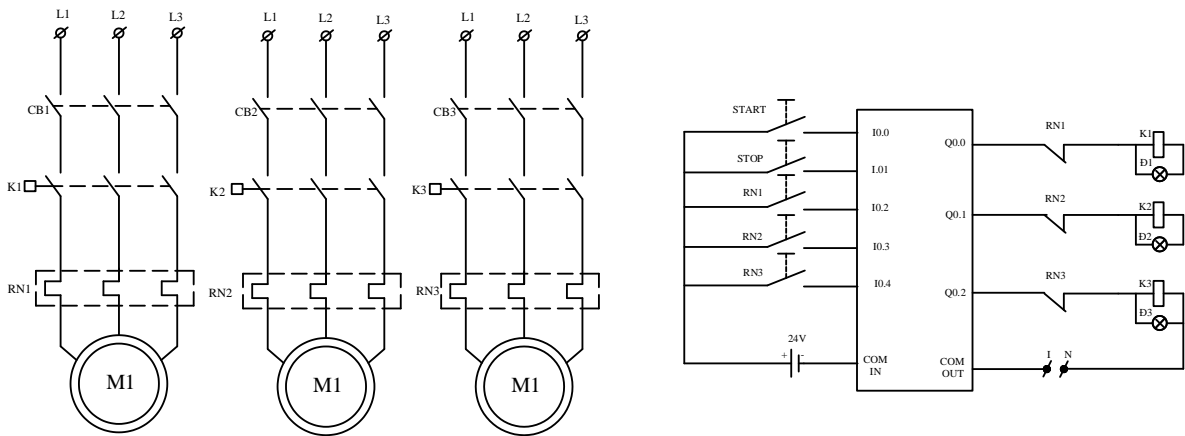 L1 L2 L3
L1 L2 L3
L1 L2 L3
CB1
CB2
CB3
K1
K2
K3
RN1
RN2
RN3
M1
M1
M1
START
STOP
RN1
RN2
RN3
24V
+ -
I0.0
I.01
I0.2
I0.3
I0.4
COM
IN
Q0.0
Q0.1
Q0.2
COM
OUT
RN1
K1
Đ1
RN2
K2
Đ2
RN3
K3
Đ3
I N